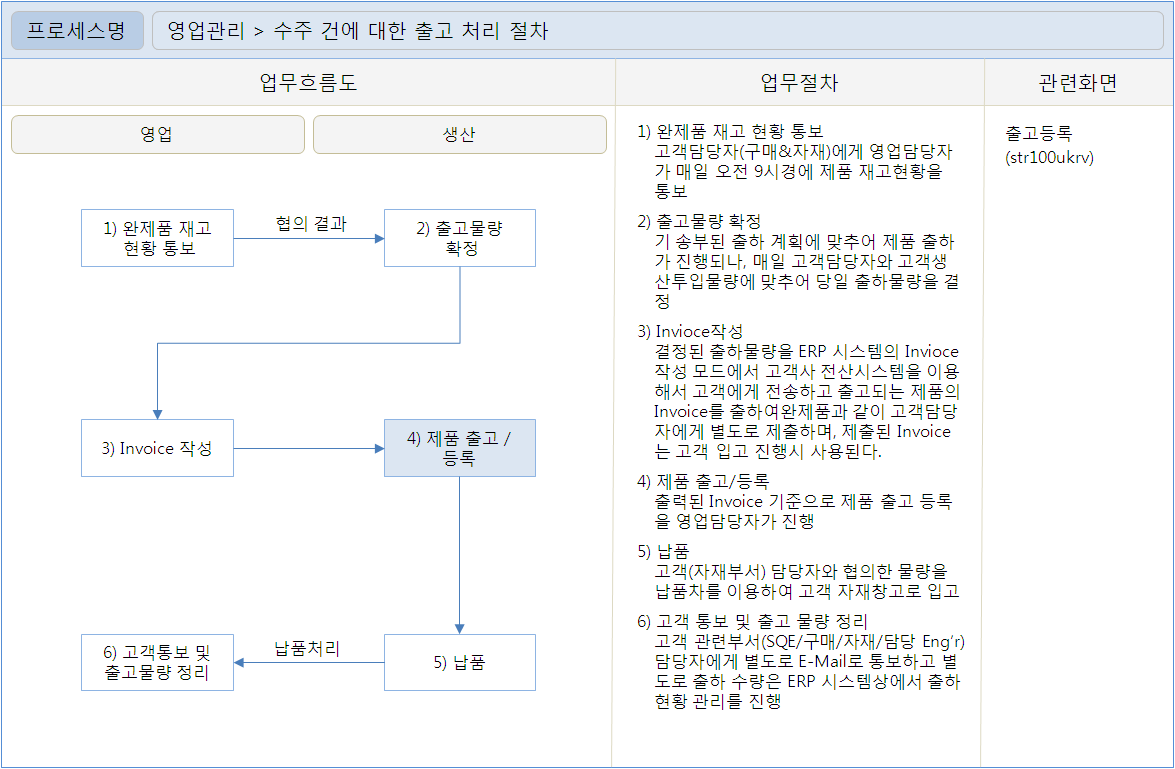 프로세스명
영업관리 > 수주 건에 대한 출고 처리 절차
업무흐름도
업무절차
관련화면
영업
생산
1) 완제품 재고
현황 통보
협의 결과
2) 출고물량
확정
3) Invoice 작성
4) 제품 출고 /
등록
6) 고객통보 및
출고물량 정리
납품처리
5) 납품
1) 완제품 재고 현황 통보
고객담당자(구매&자재)에게 영업담당자
가 매일 오전 9시경에 제품 재고현황을
통보
2) 출고물량 확정
기 송부된 출하 계획에 맞추어 제품 출하
가 진행되나, 매일 고객담당자와 고객생
산투입물량에 맞추어 당일 출하물량을 결
정
3) Invioce작성
결정된 출하물량을 ERP 시스템의 Invioce
작성 모드에서 고객사 전산시스템을 이용
해서 고객에게 전송하고 출고되는 제품의
Invoice를 출하여완제품과 같이 고객담당
자에게 별도로 제출하며, 제출된 Invoice
는 고객 입고 진행시 사용된다.
4) 제품 출고/등록
출력된 Invoice 기준으로 제품 출고 등록
을 영업담당자가 진행
5) 납품
고객(자재부서) 담당자와 협의한 물량을
납품차를 이용하여 고객 자재창고로 입고
6) 고객 통보 및 출고 물량 정리
고객 관련부서(SQE/구매/자재/담당 Eng’r)
담당자에게 별도로 E-Mail로 통보하고 별
도로 출하 수량은 ERP 시스템상에서 출하
현황 관리를 진행
출고등록
(str100ukrv)